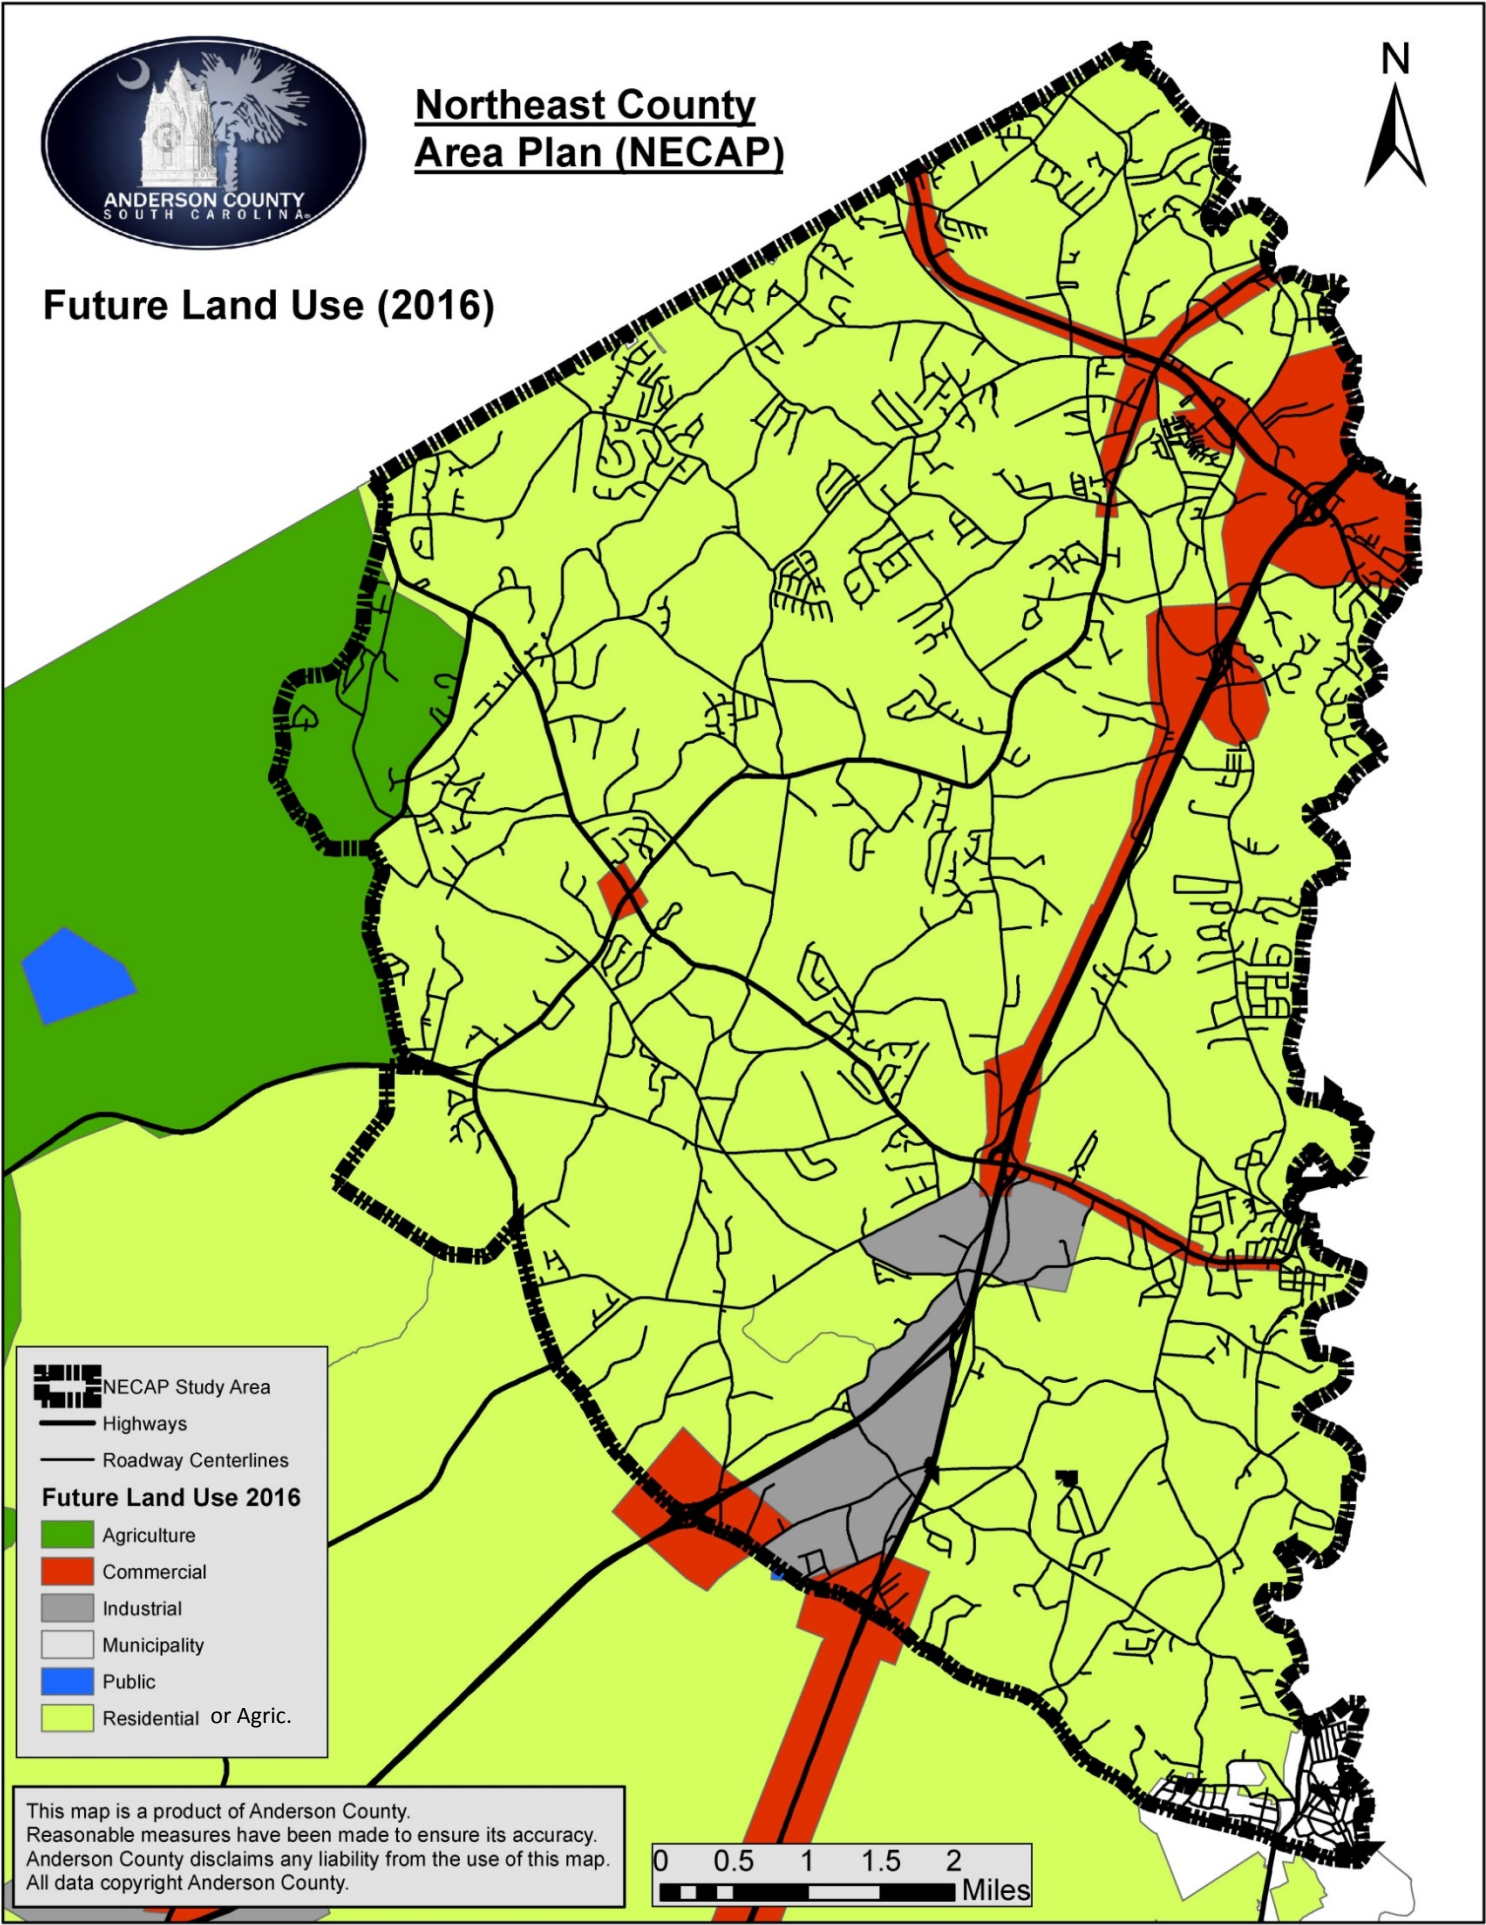 ANDERSON COUNTY
SOUTH CAROLINA
Northeast County
Area Plan (NECAP)
N
Future Land Use (2016)
NECAP Study Area
Highways
Roadway Centerlines
Future Land Use 2016
Agriculture
Commercial
Industrial
Municipality
Public
Residential or Agric.
This map is a product of Anderson County.
Reasonable measures have been made to ensure its accuracy.
Anderson County disclaims any liability from the use of this map.
All data copyright Anderson County.
0 0.5 1 1.5 2
Miles